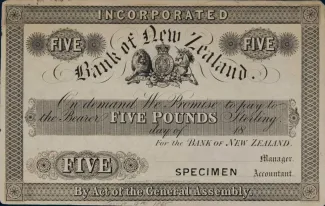 INCORPORATED
FIVE FIVE
Bank of New Zealand.
On demand We Promise to pay to
the Bearer FIVE POUNDS Sterling.
day of 18
For the BANK OF NEW ZEALAND.
Manager.
FIVE
SPECIMEN Accountant.
By Act of the General Assembly